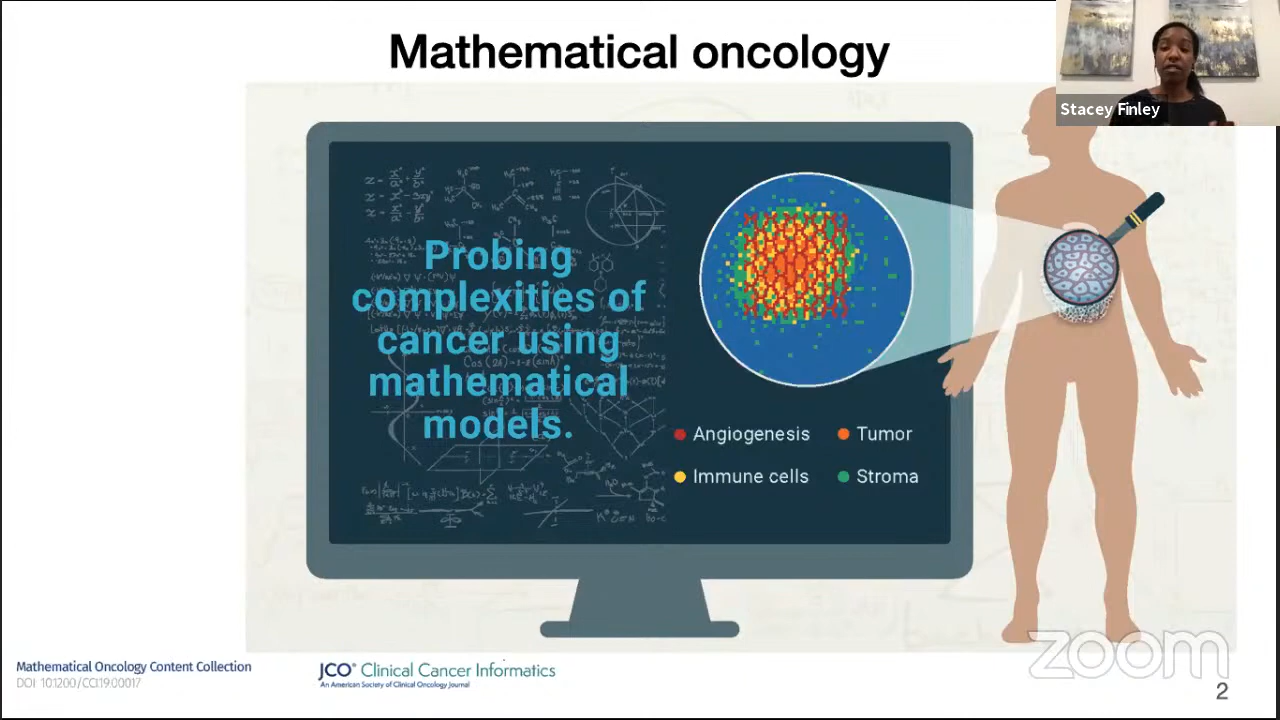 Mathematical oncology
Stacey Finley
Probing
complexities of
cancer using
mathematical
models.
Angiogenesis
Tumor
Immune cells
Stroma
Mathematical Oncology Content Collection
DOI 10.1200/CCI.19.00017
JCO® Clinical Cancer Informatics
An American Society of Clinical Oncology Journal
zoom
2